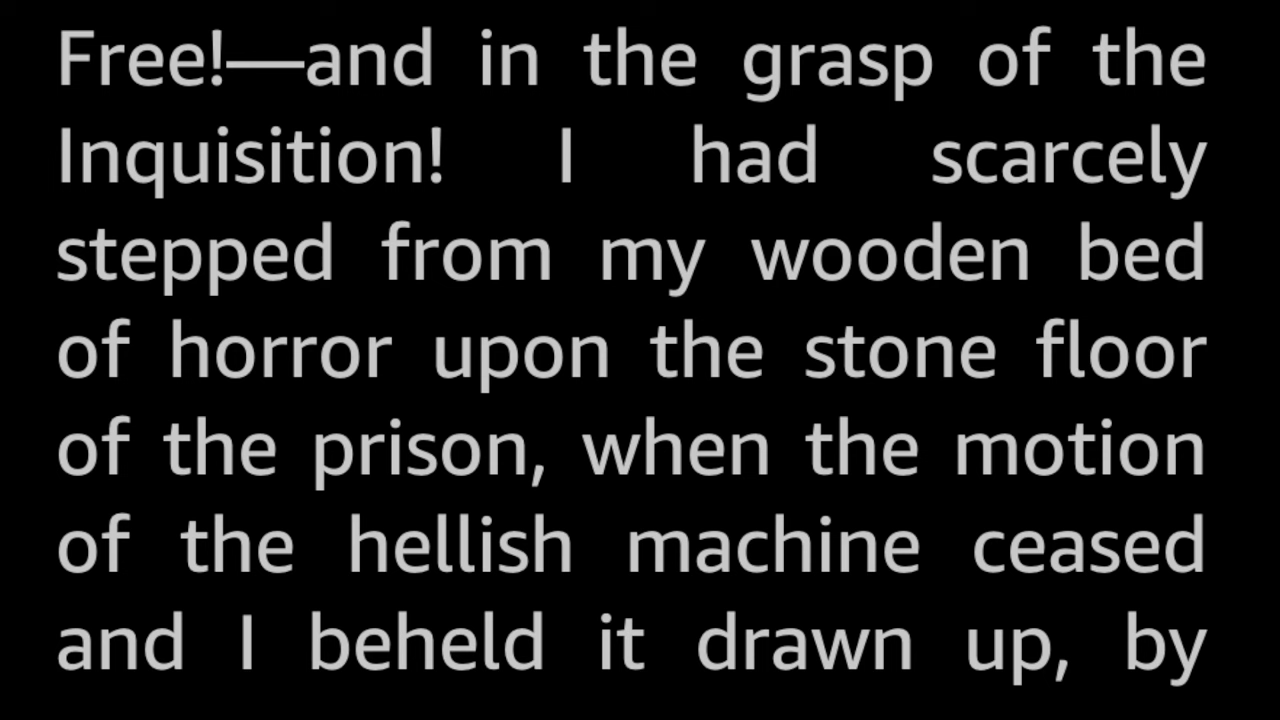 Free!—and in the grasp of the
Inquisition! I had scarcely
stepped from my wooden bed
of horror upon the stone floor
of the prison, when the motion
of the hellish machine ceased
and I beheld it drawn up, by